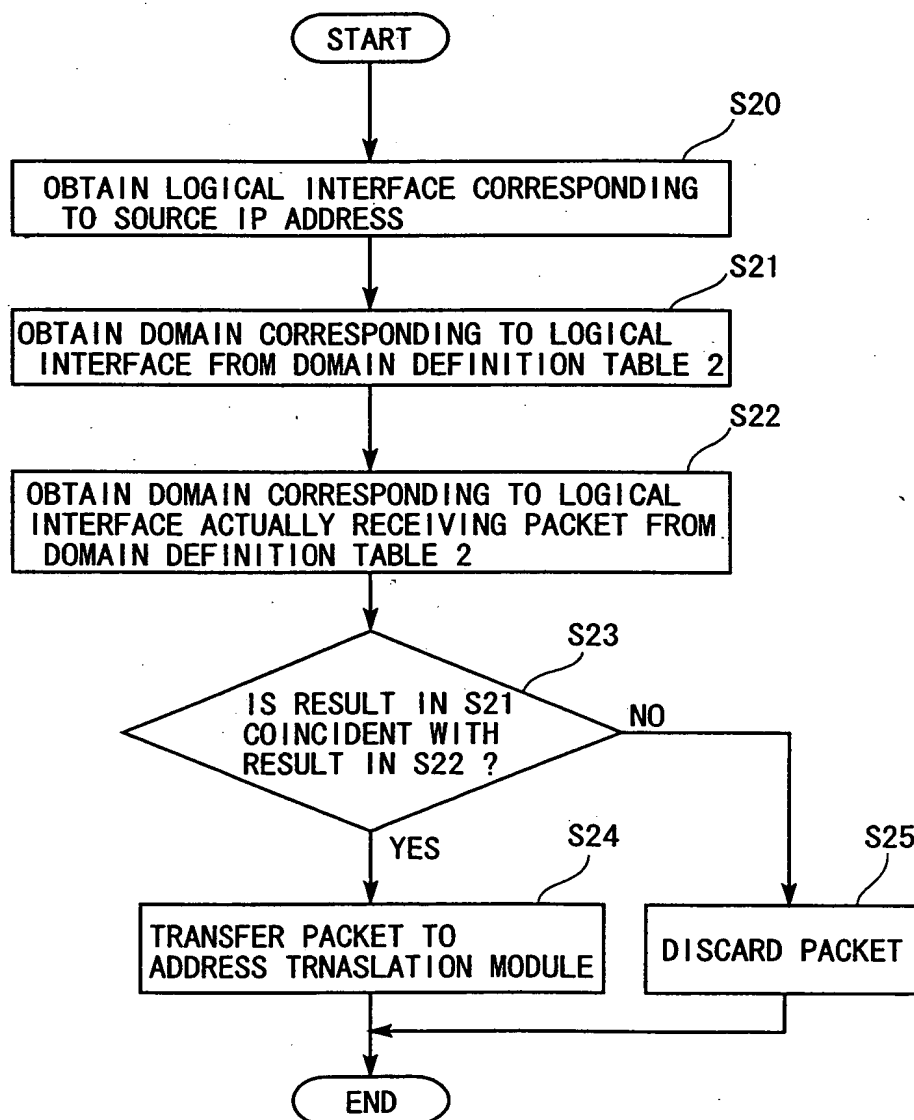 START
S20
OBTAIN LOGICAL INTERFACE CORRESPONDING
TO SOURCE IP ADDRESS
S21
OBTAIN DOMAIN CORRESPONDING TO LOGICAL
INTERFACE FROM DOMAIN DEFINITION TABLE 2
S22
OBTAIN DOMAIN CORRESPONDING TO LOGICAL
INTERFACE ACTUALLY RECEIVING PACKET FROM
DOMAIN DEFINITION TABLE 2
S23
IS RESULT IN S21
COINCIDENT WITH
RESULT IN S22 ?
NO
YES
S24
TRANSFER PACKET TO
ADDRESS TRNASLATION MODULE
S25
DISCARD PACKET
END